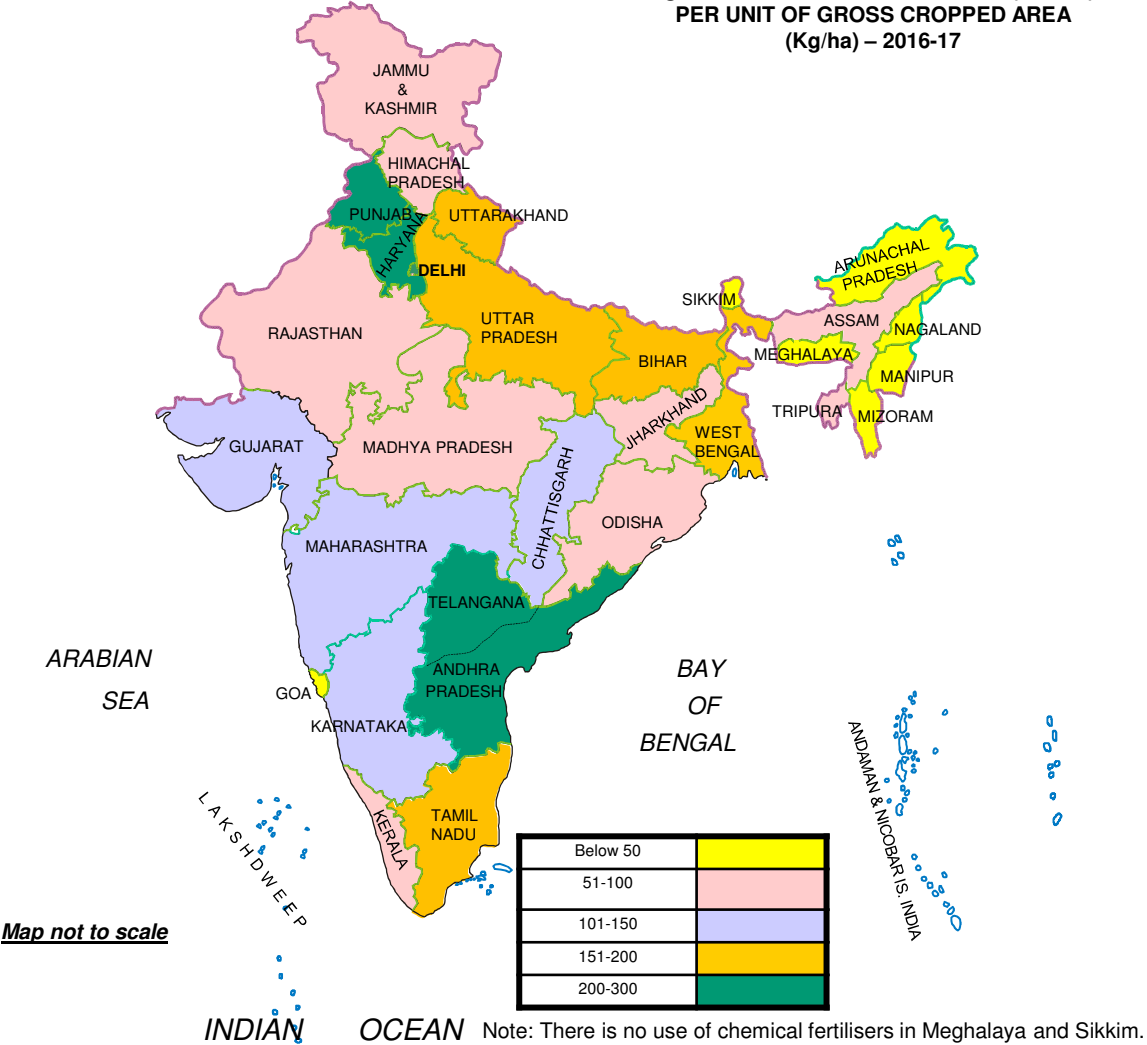 PER UNIT OF GROSS CROPPED AREA
(Kg/ha) – 2016-17
JAMMU
&
KASHMIR
HIMACHAL
PRADESH
PUNJAB
HARYANA
UTTARAKHAND
DELHI
ARUNACHAL
PRADESH
SIKKIM
RAJASTHAN
UTTAR
PRADESH
ASSAM
NAGALAND
BIHAR
MEGHALAYA
MANIPUR
TRIPURA
MIZORAM
JHARKHAND
GUJARAT
MADHYA PRADESH
WEST
BENGAL
CHHATTISGARH
ODISHA
MAHARASHTRA
TELANGANA
ARABIAN
SEA
ANDHRA
PRADESH
BAY
OF
BENGAL
GOA
KARNATAKA
ANDAMAN & NICOBAR IS. INDIA
LAKSHDWEEP
KERALA
TAMIL
NADU
Below 50
51-100
101-150
151-200
200-300
Map not to scale
INDIAN OCEAN
Note: There is no use of chemical fertilisers in Meghalaya and Sikkim.